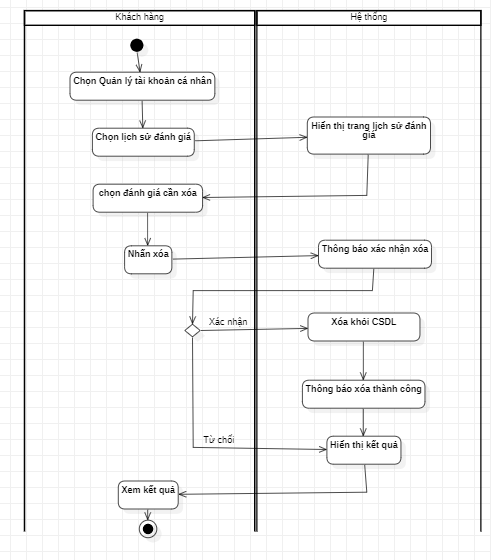 Khách hàng
Hệ thống
Chọn Quản lý tài khoản cá nhân
Chọn lịch sử đánh giá
Hiển thị trang lịch sử đánh
giá
chọn đánh giá cần xóa
Nhấn xóa
Thông báo xác nhận xóa
Xác nhận
Xóa khỏi CSDL
Thông báo xóa thành công
Từ chối
Hiển thị kết quả
Xem kết quả